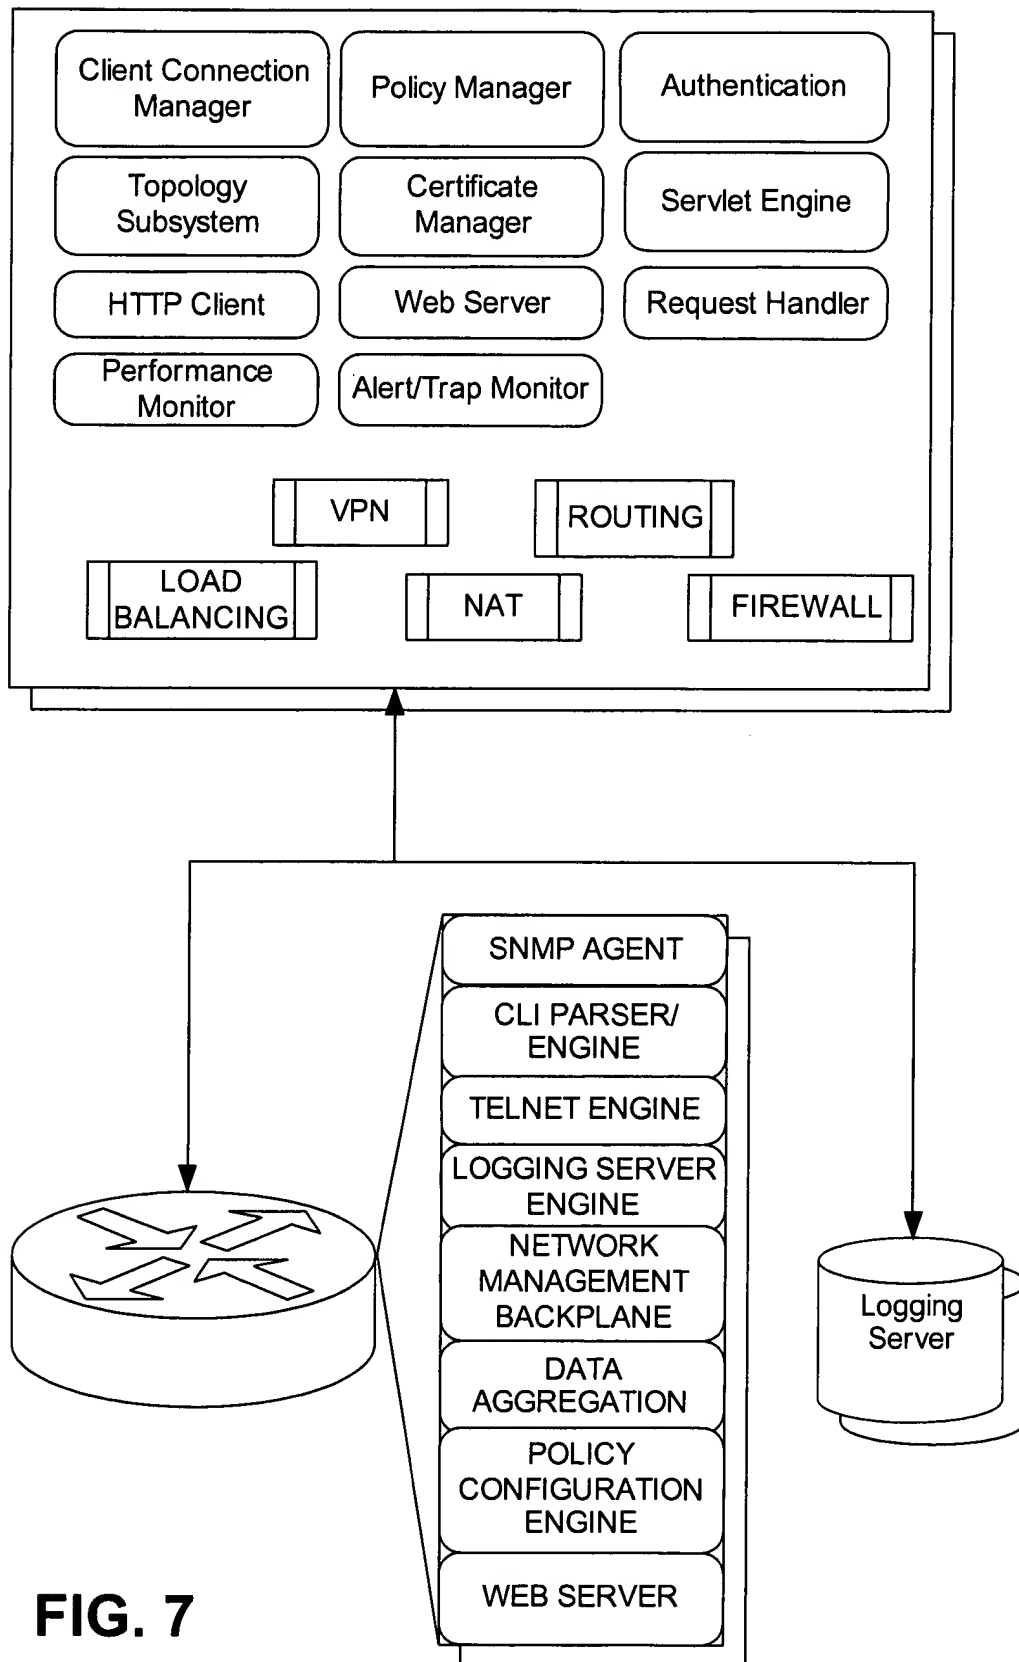 Client Connection
Manager
Policy Manager
Authentication
Topology
Subsystem
Certificate
Manager
Servlet Engine
HTTP Client
Web Server
Request Handler
Performance
Monitor
Alert/Trap Monitor
VPN
ROUTING
LOAD
BALANCING
NAT
FIREWALL
SNMP AGENT
CLI PARSER/
ENGINE
TELNET ENGINE
LOGGING SERVER
ENGINE
NETWORK
MANAGEMENT
BACKPLANE
DATA
AGGREGATION
POLICY
CONFIGURATION
ENGINE
WEB SERVER
Logging
Server
FIG. 7